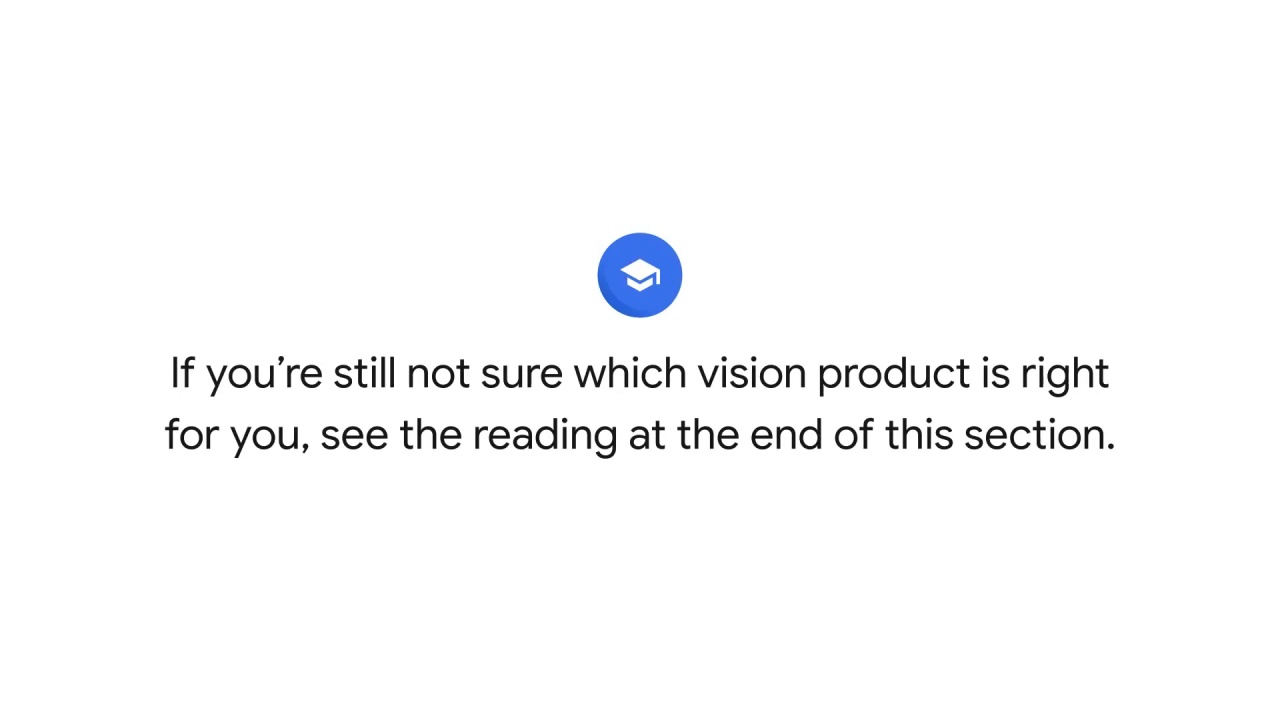 If you’re still not sure which vision product is right
for you, see the reading at the end of this section.